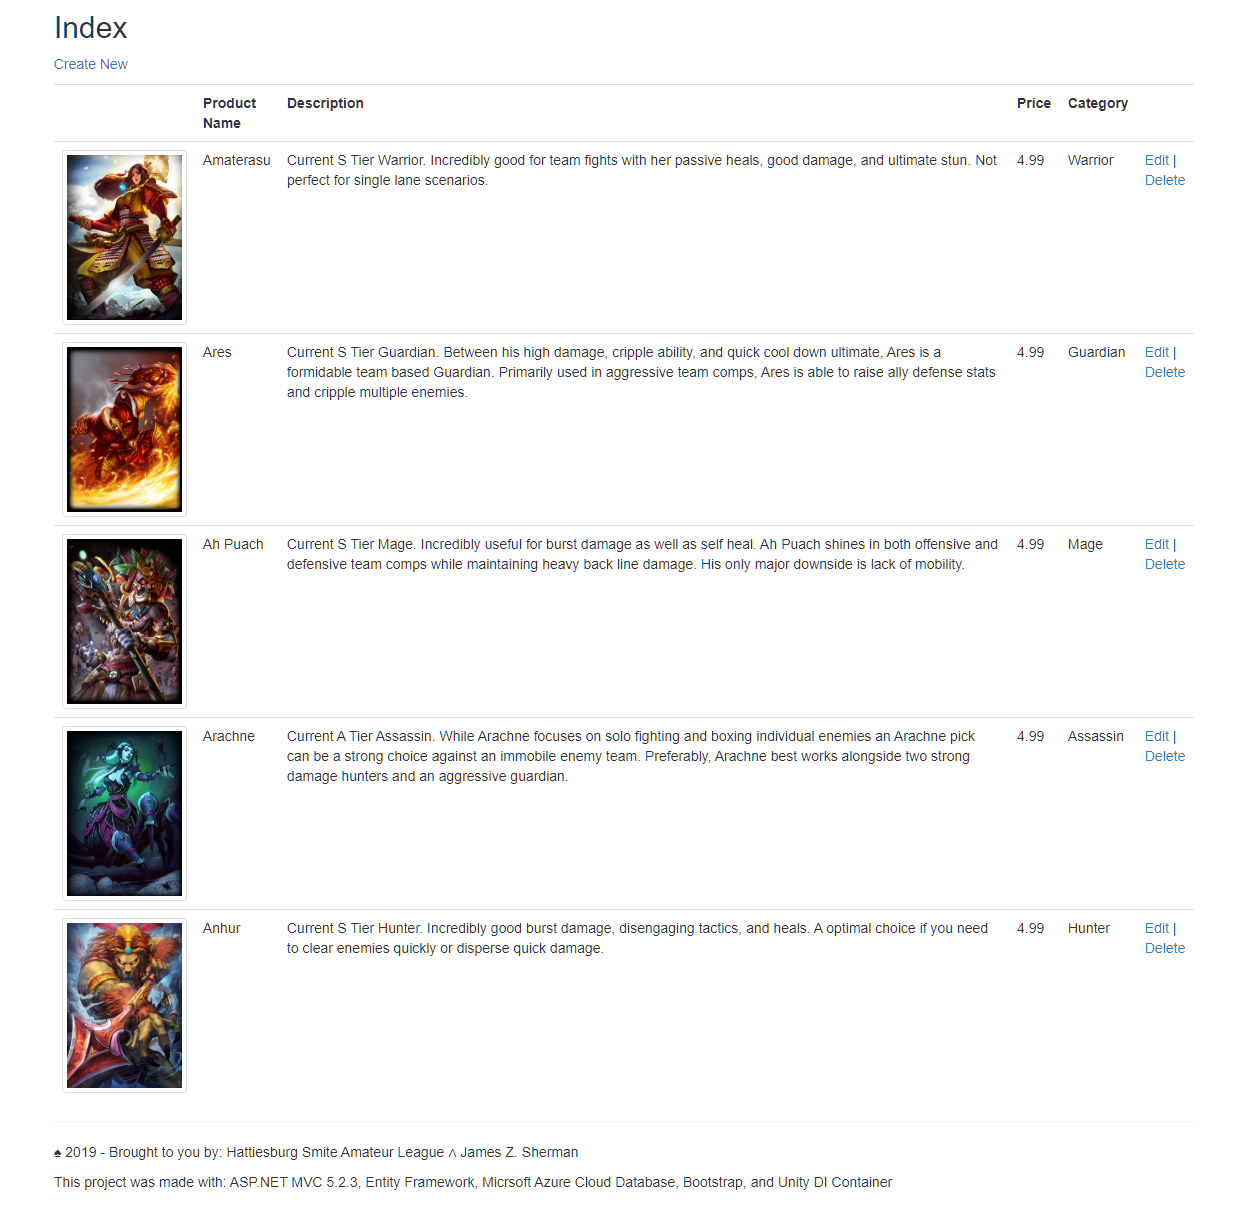 Index
Create New
Product Name Description Price Category
Amaterasu Current S Tier Warrior. Incredibly good for team fights with her passive heals, good damage, and ultimate stun. Not 4.99 Warrior Edit |
perfect for single lane scenarios. Delete
Ares Current S Tier Guardian. Between his high damage, cripple ability, and quick cool down ultimate, Ares is a 4.99 Guardian Edit |
formidable team based Guardian. Primarily used in aggressive team comps, Ares is able to raise ally defense stats Delete
and cripple multiple enemies.
Ah Puach Current S Tier Mage. Incredibly useful for burst damage as well as self heal. Ah Puach shines in both offensive and 4.99 Mage Edit |
defensive team comps while maintaining heavy back line damage. His only major downside is lack of mobility. Delete
Arachne Current A Tier Assassin. While Arachne focuses on solo fighting and boxing individual enemies an Arachne pick 4.99 Assassin Edit |
can be a strong choice against an immobile enemy team. Preferably, Arachne best works alongside two strong Delete
damage hunters and an aggressive guardian.
Anhur Current S Tier Hunter. Incredibly good burst damage, disengaging tactics, and heals. A optimal choice if you need 4.99 Hunter Edit |
to clear enemies quickly or disperse quick damage. Delete
♠ 2019 - Brought to you by: Hattiesburg Smite Amateur League ∧ James Z. Sherman
This project was made with: ASP.NET MVC 5.2.3, Entity Framework, Micrsoft Azure Cloud Database, Bootstrap, and Unity DI Container